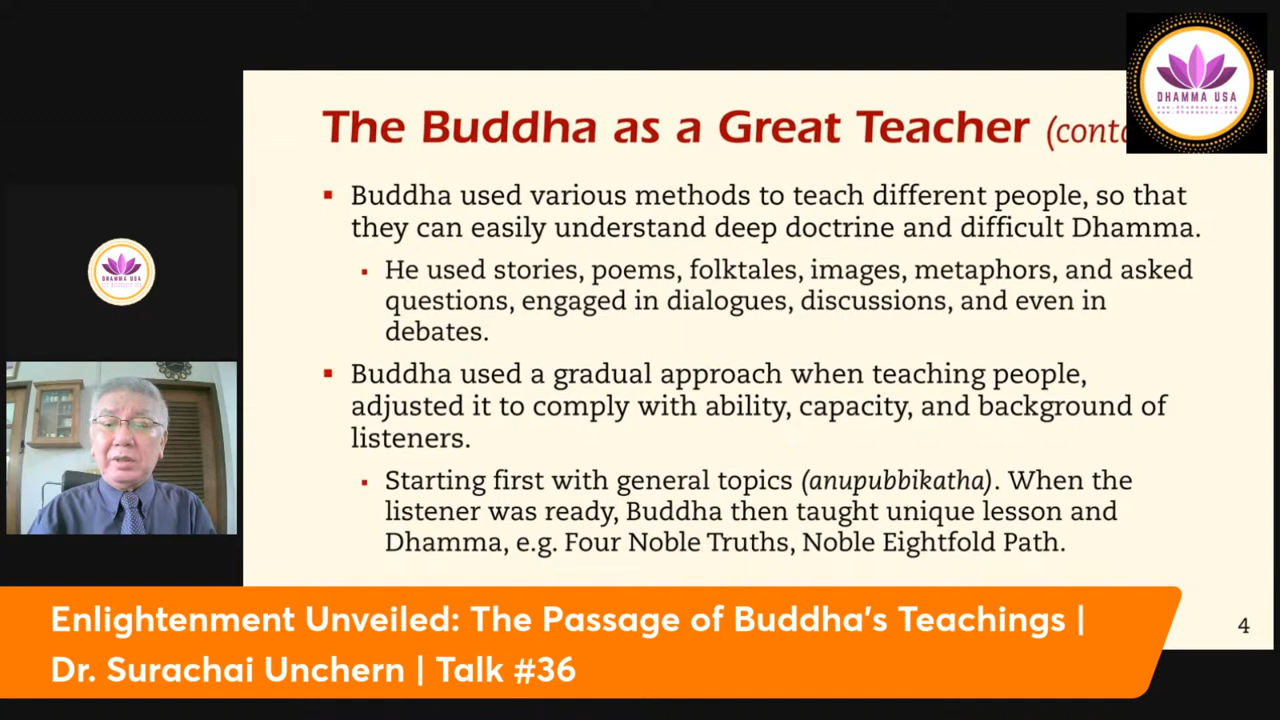 The Buddha as a Great Teacher
DHAMMA USA
Buddha used various methods to teach different people, so that
they can easily understand deep doctrine and difficult Dhamma.
He used stories, poems, folktales, images, metaphors, and asked
questions, engaged in dialogues, discussions, and even in
debates.
Buddha used a gradual approach when teaching people,
adjusted it to comply with ability, capacity, and background of
listeners.
Starting first with general topics (anupubbikatha). When the
listener was ready, Buddha then taught unique lesson and
Dhamma, e.g. Four Noble Truths, Noble Eightfold Path.
DHAMMA USA
Enlightenment Unveiled: The Passage of Buddha's Teachings |
Dr. Surachai Unchern | Talk #36
4